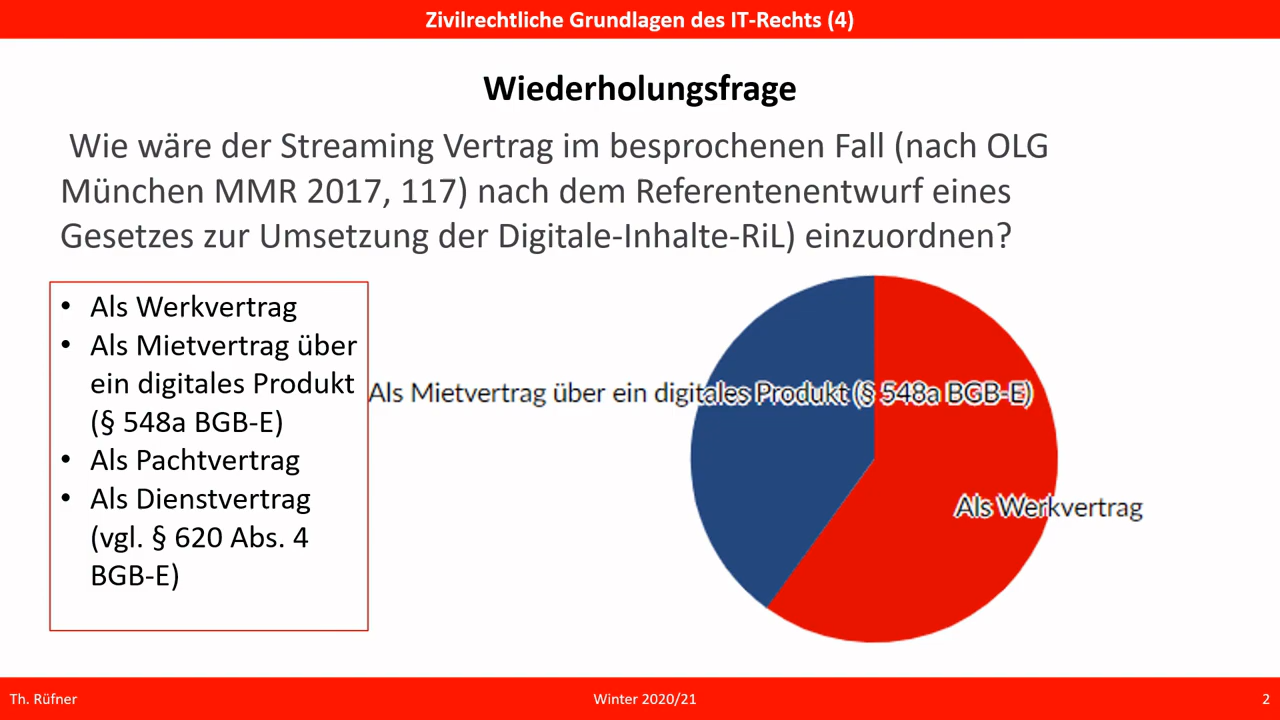 Zivilrechtliche Grundlagen des IT-Rechts (4)
Wiederholungsfrage
Wie wäre der Streaming Vertrag im besprochenen Fall (nach OLG
München MMR 2017, 117) nach dem Referentenentwurf eines
Gesetzes zur Umsetzung der Digitale-Inhalte-RiL) einzuordnen?
• Als Werkvertrag
• Als Mietvertrag über
ein digitales Produkt
(§ 548a BGB-E)
• Als Pachtvertrag
• Als Dienstvertrag
(vgl. § 620 Abs. 4
BGB-E)
Als Mietvertrag über ein digitales Produkt (§ 548a BGB-E)
Als Werkvertrag
Th. Rüfner
Winter 2020/21
2